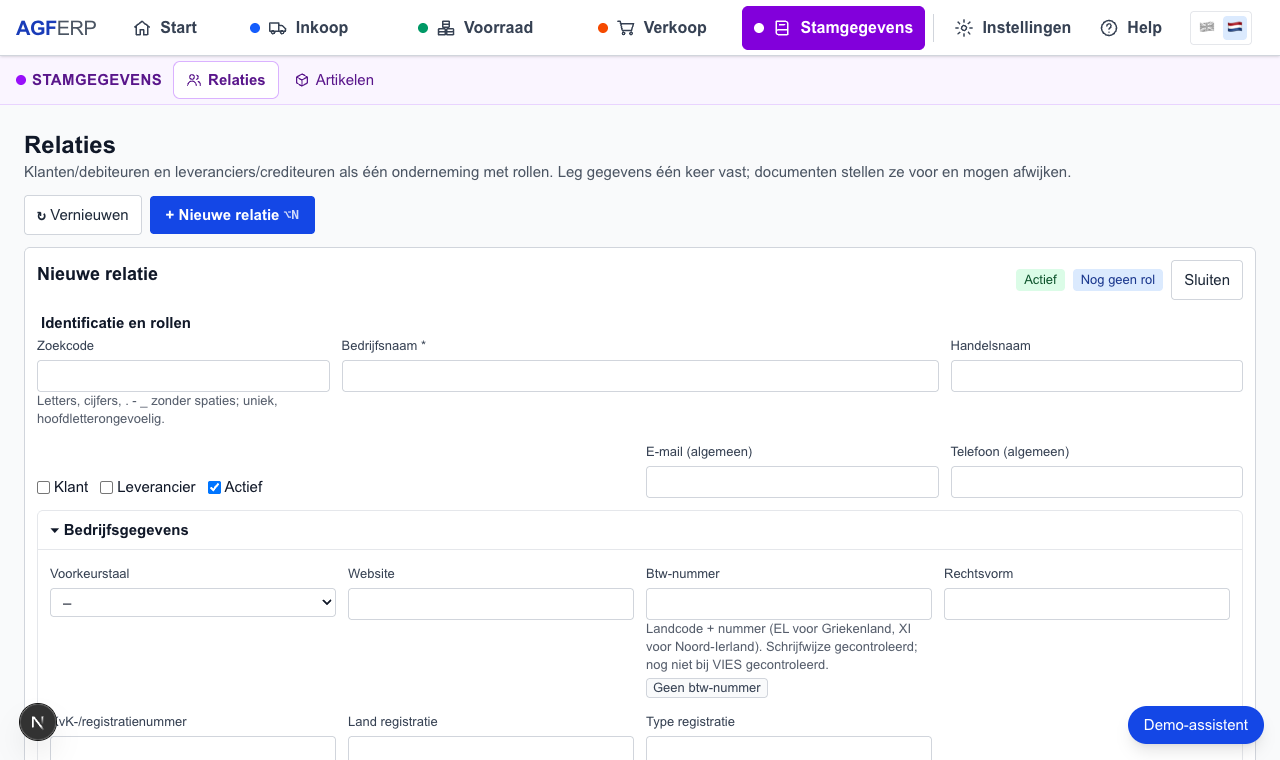 AGFERP Start Inkoop Voorraad Verkoop Stamgegevens Instellingen Help
STAMGEGEVENS Relaties Artikelen
Relaties
Klanten/debiteuren en leveranciers/crediteuren als één onderneming met rollen. Leg gegevens één keer vast; documenten stellen ze voor en mogen afwijken.
↻ Vernieuwen + Nieuwe relatie ⌥N
Nieuwe relatie Actief Nog geen rol Sluiten
Identificatie en rollen
Zoekcode Bedrijfsnaam * Handelsnaam
Letters, cijfers, . - _ zonder spaties; uniek,
hoofdletterongevoelig.
E-mail (algemeen) Telefoon (algemeen)
Klant Leverancier Actief
Bedrijfsgegevens
Voorkeurstaal Website Btw-nummer Rechtsvorm
–
Landcode + nummer (EL voor Griekenland, XI
voor Noord-Ierland). Schrijfwijze gecontroleerd;
nog niet bij VIES gecontroleerd.
Geen btw-nummer
N KvK-/registratienummer Land registratie Type registratie
Demo-assistent